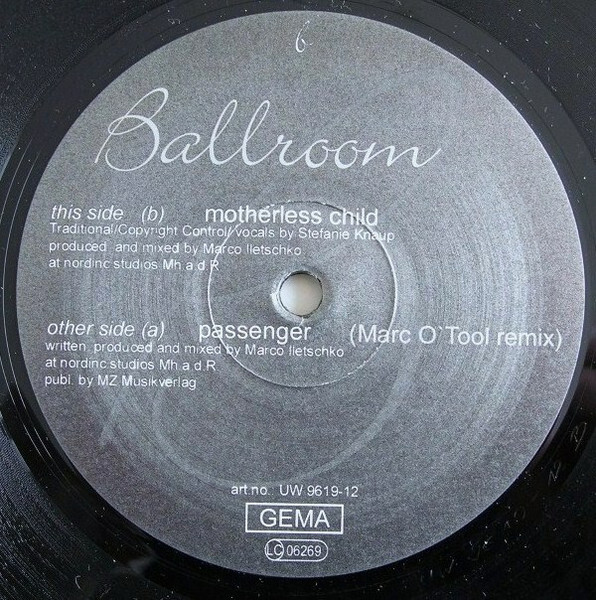 6
Ballroom
this side (b) motherless child
Traditional/Copyright Control/ vocals by Stefanie Knaup
produced and mixed by Marco Iletschko
at nordinc studios Mh.a.d.R
other side (a) passenger (Marc O`Tool remix)
written, produced and mixed by Marco Iletschko
at nordinc studios Mh.a.d.R
publ. by MZ Musikverlag
art.no. UW 9619-12
GEMA
LC 06269